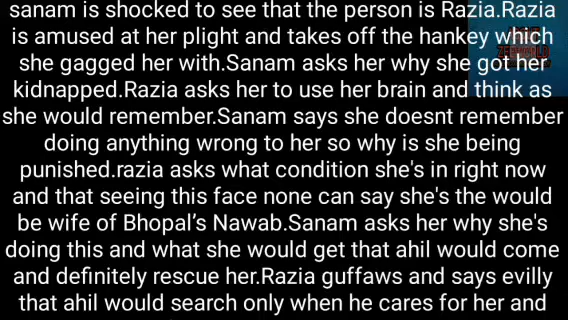 sanam is shocked to see that the person is Razia.Razia
is amused at her plight and takes off the hankey which
she gagged her with.Sanam asks her why she got her
kidnapped.Razia asks her to use her brain and think as
she would remember.Sanam says she doesnt remember
doing anything wrong to her so why is she being
punished.razia asks what condition she's in right now
and that seeing this face none can say she's the would
be wife of Bhopal’s Nawab.Sanam asks her why she's
doing this and what she would get that ahil would come
and definitely rescue her.Razia guffaws and says evilly
that ahil would search only when he cares for her and